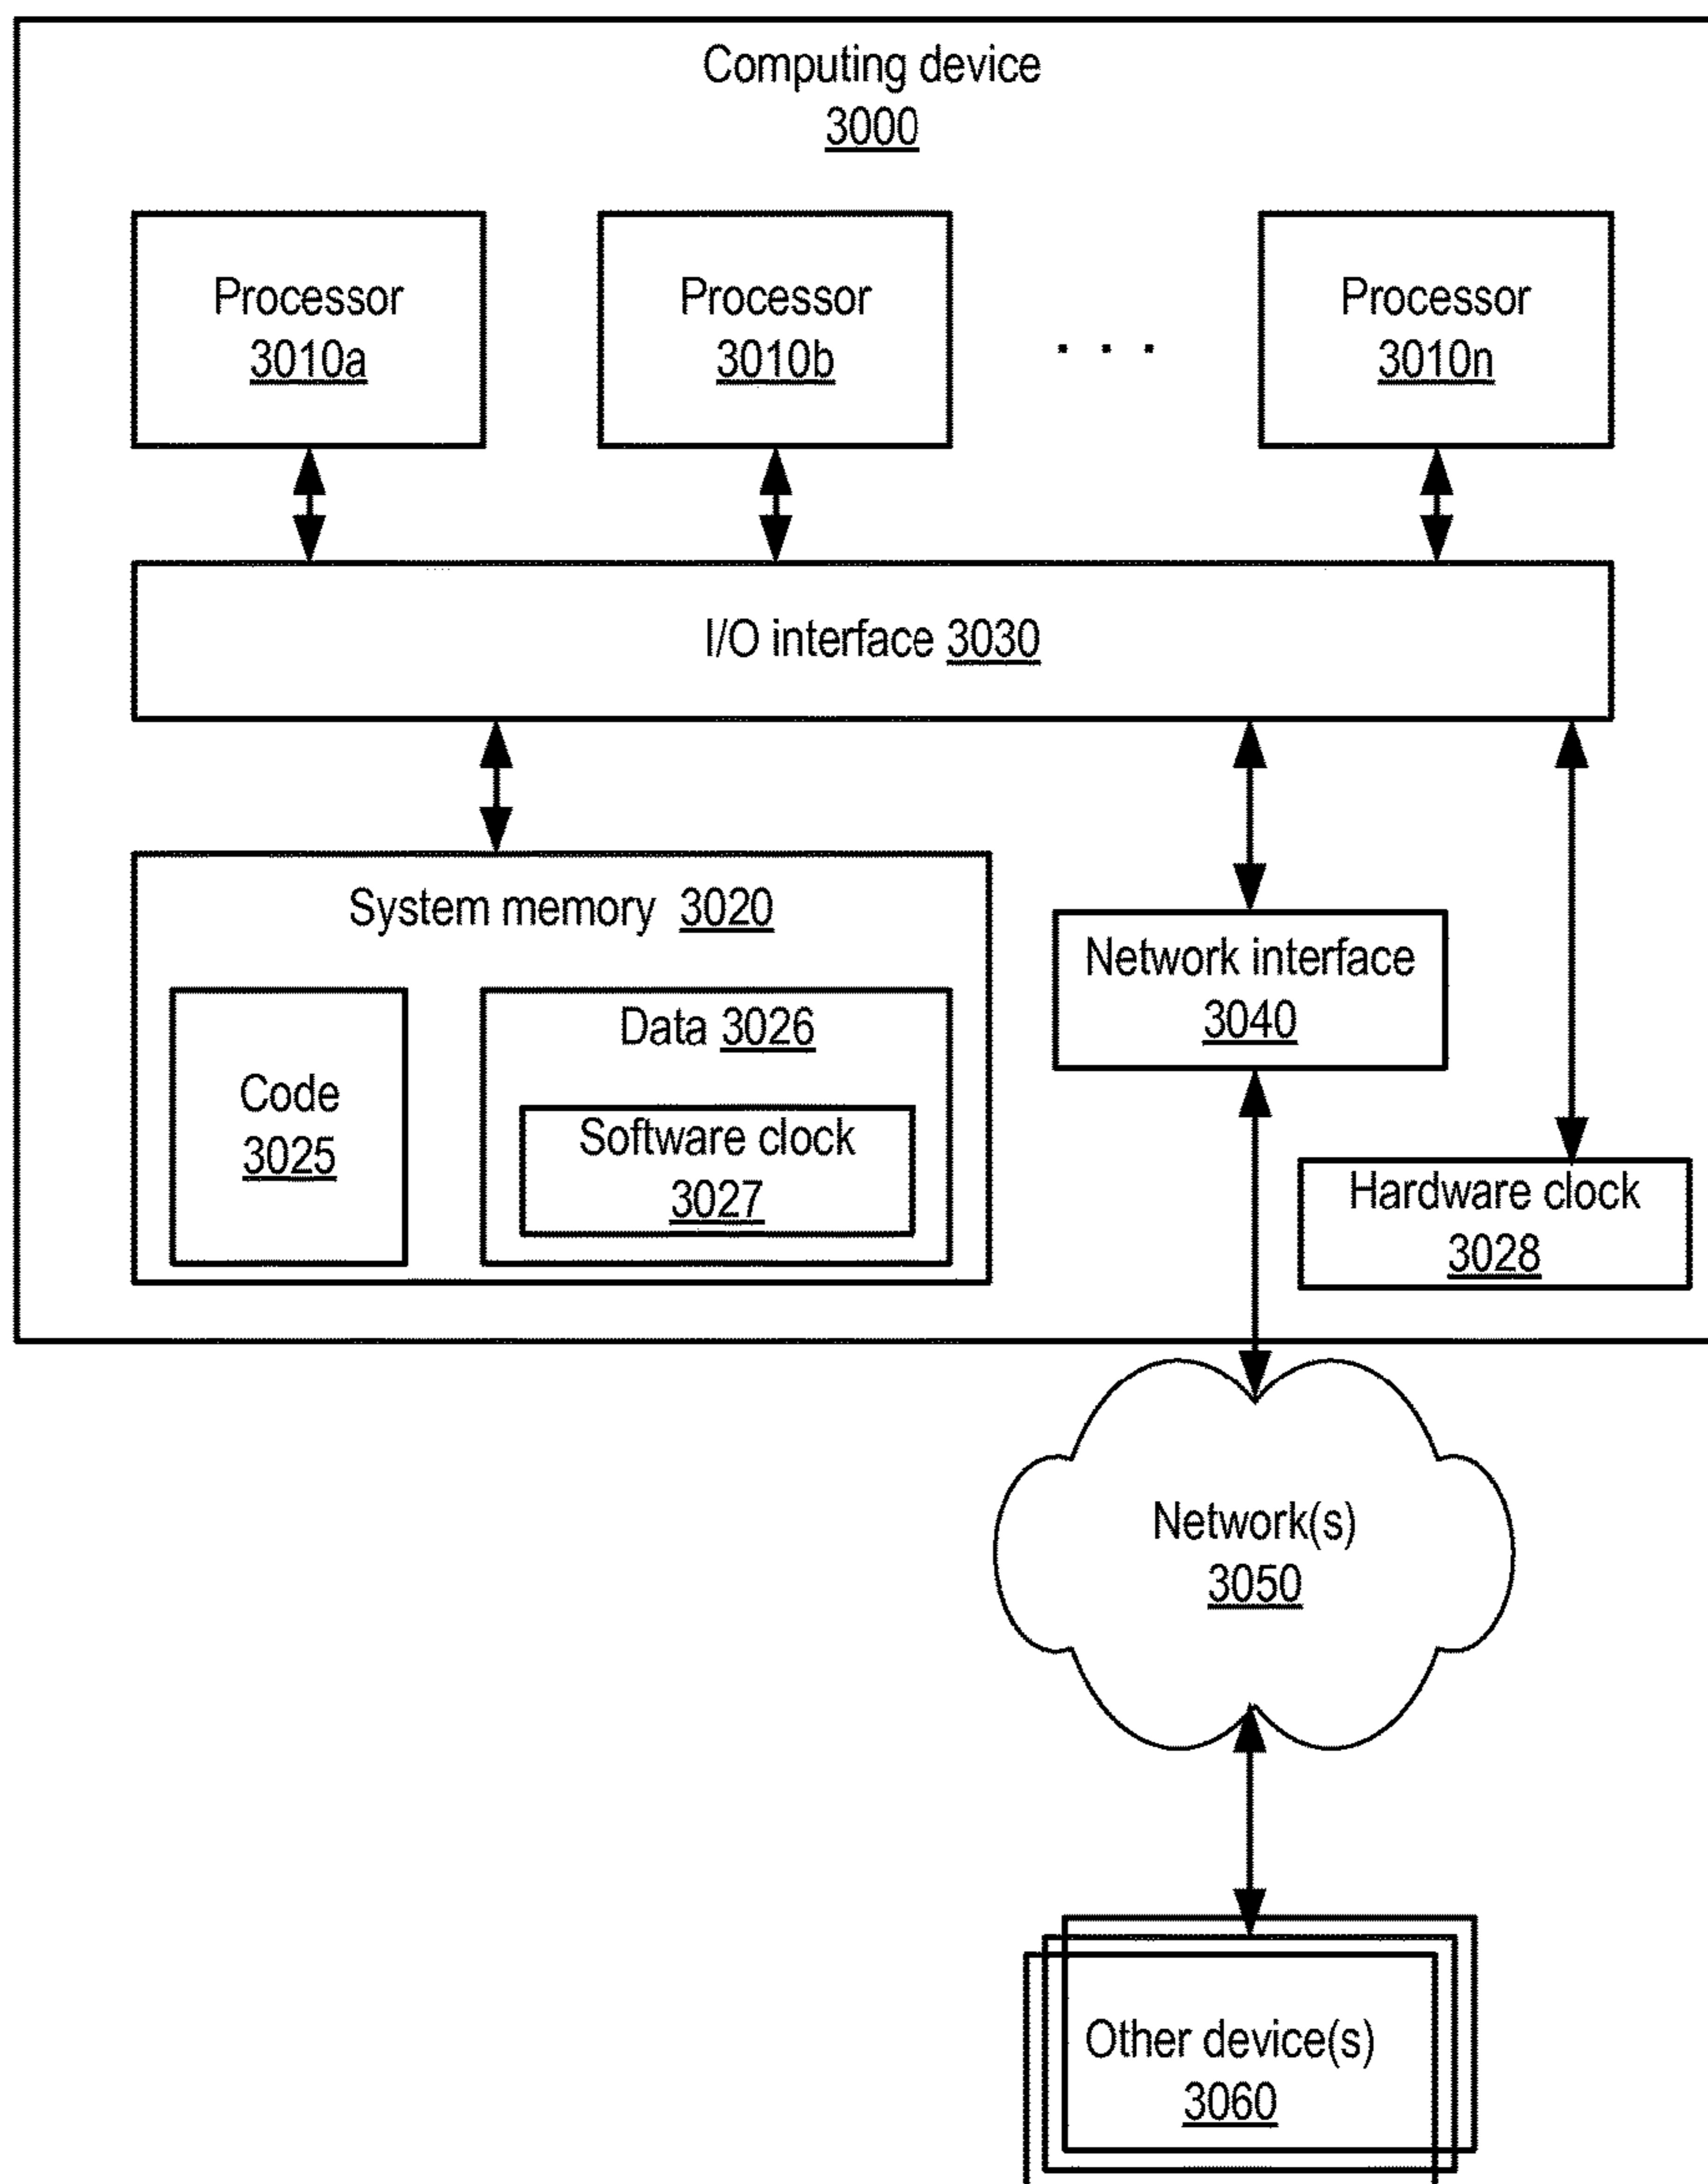 Computing device
3000
Processor
3010a
Processor
3010b
. . .
Processor
3010n
I/O interface 3030
System memory 3020
Code
3025
Data 3026
Software clock
3027
Network interface
3040
Hardware clock
3028
Network(s)
3050
Other device(s)
3060